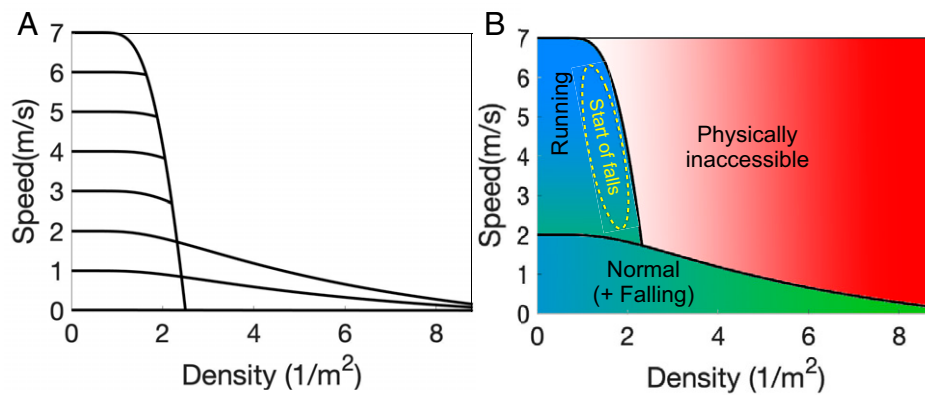 A
7
6
5
4
3
2
1
0
Speed(m/s)
0
2
4
6
8
Density (1/m²)
B
7
6
5
4
3
2
1
0
Speed(m/s)
Running
Start of falls
Physically
inaccessible
Normal
(+ Falling)
0
2
4
6
8
Density (1/m²)